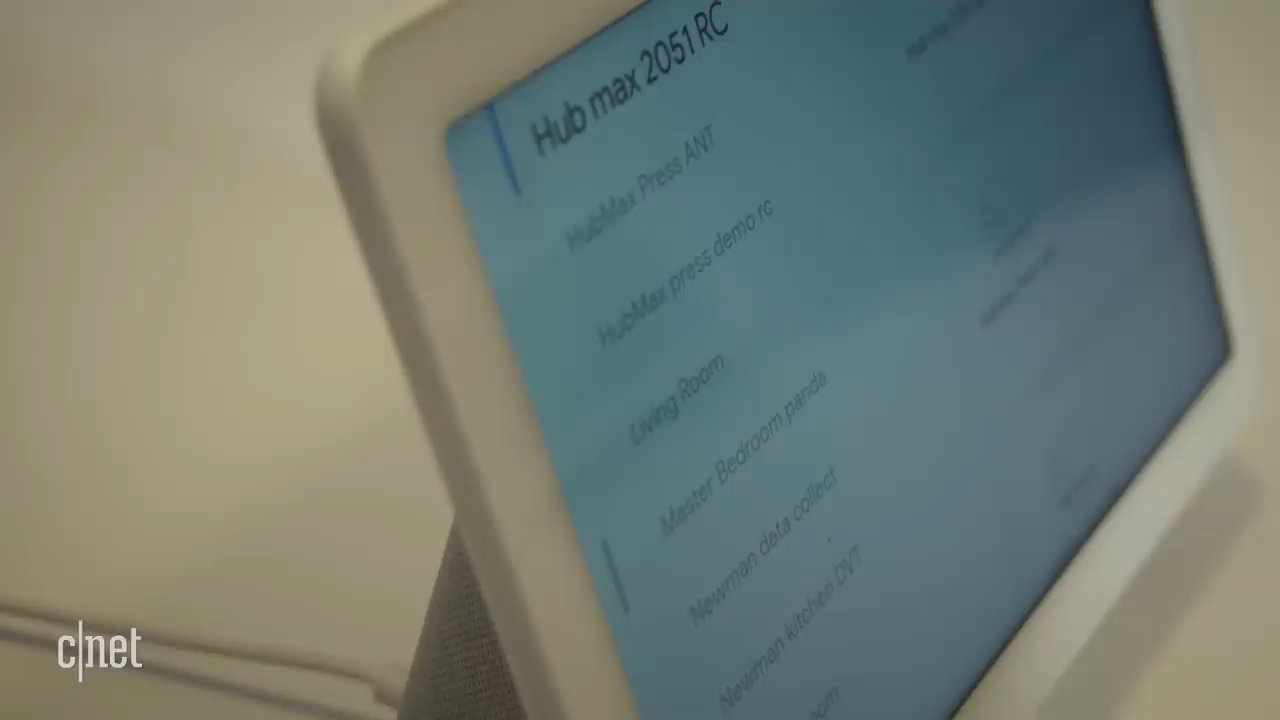 Hub max 2051 RC
HubMax Press ANT
HubMax press demo rc
Living Room
Master Bedroom panda
Newman data collect
Newman kitchen DVT
c|net